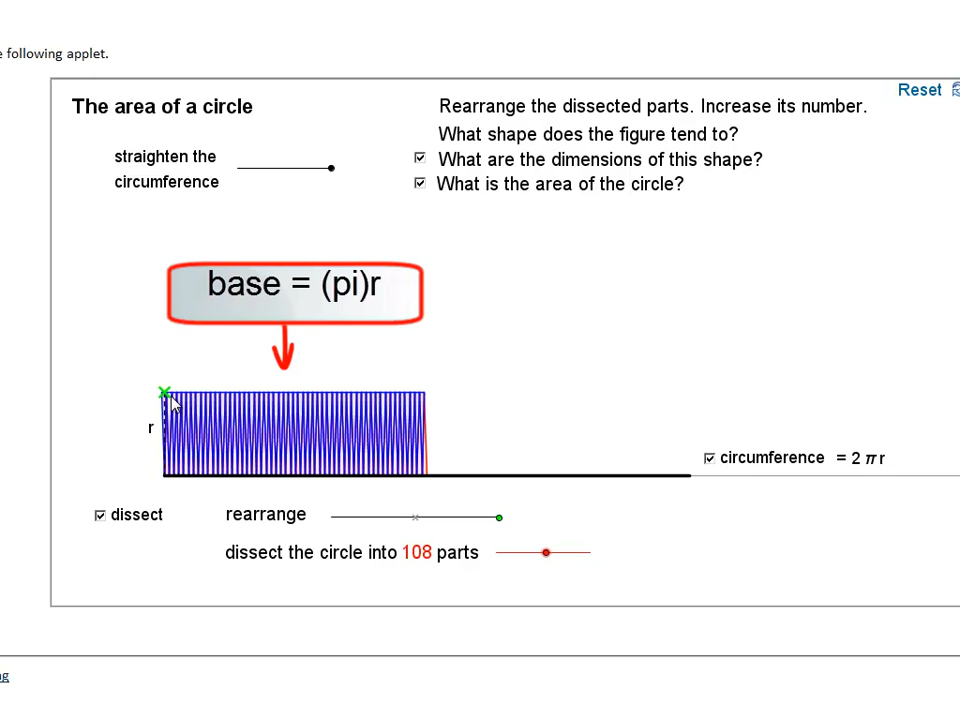 e following applet.
Reset
The area of a circle
Rearrange the dissected parts. Increase its number.
What shape does the figure tend to?
straighten the
circumference
What are the dimensions of this shape?
What is the area of the circle?
base = (pi)r
r
circumference = 2 π r
dissect
rearrange
dissect the circle into 108 parts
ng